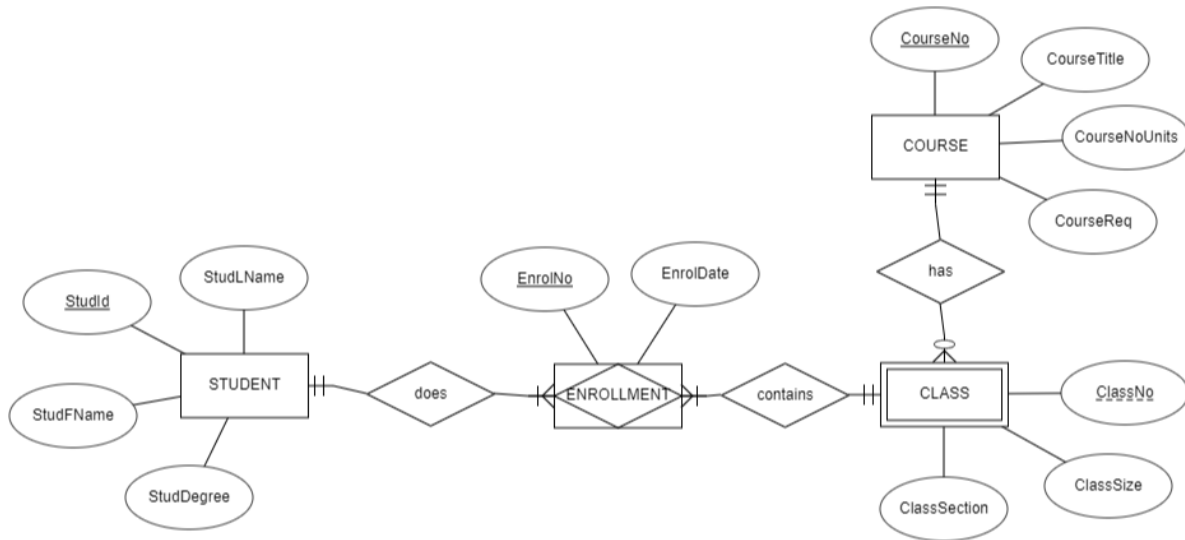 CourseNo
CourseTitle
COURSE
CourseNoUnits
CourseReq
has
StudLName
StudId
EnrolNo
EnrolDate
STUDENT
does
ENROLLMENT
contains
CLASS
ClassNo
StudFName
StudDegree
ClassSection
ClassSize